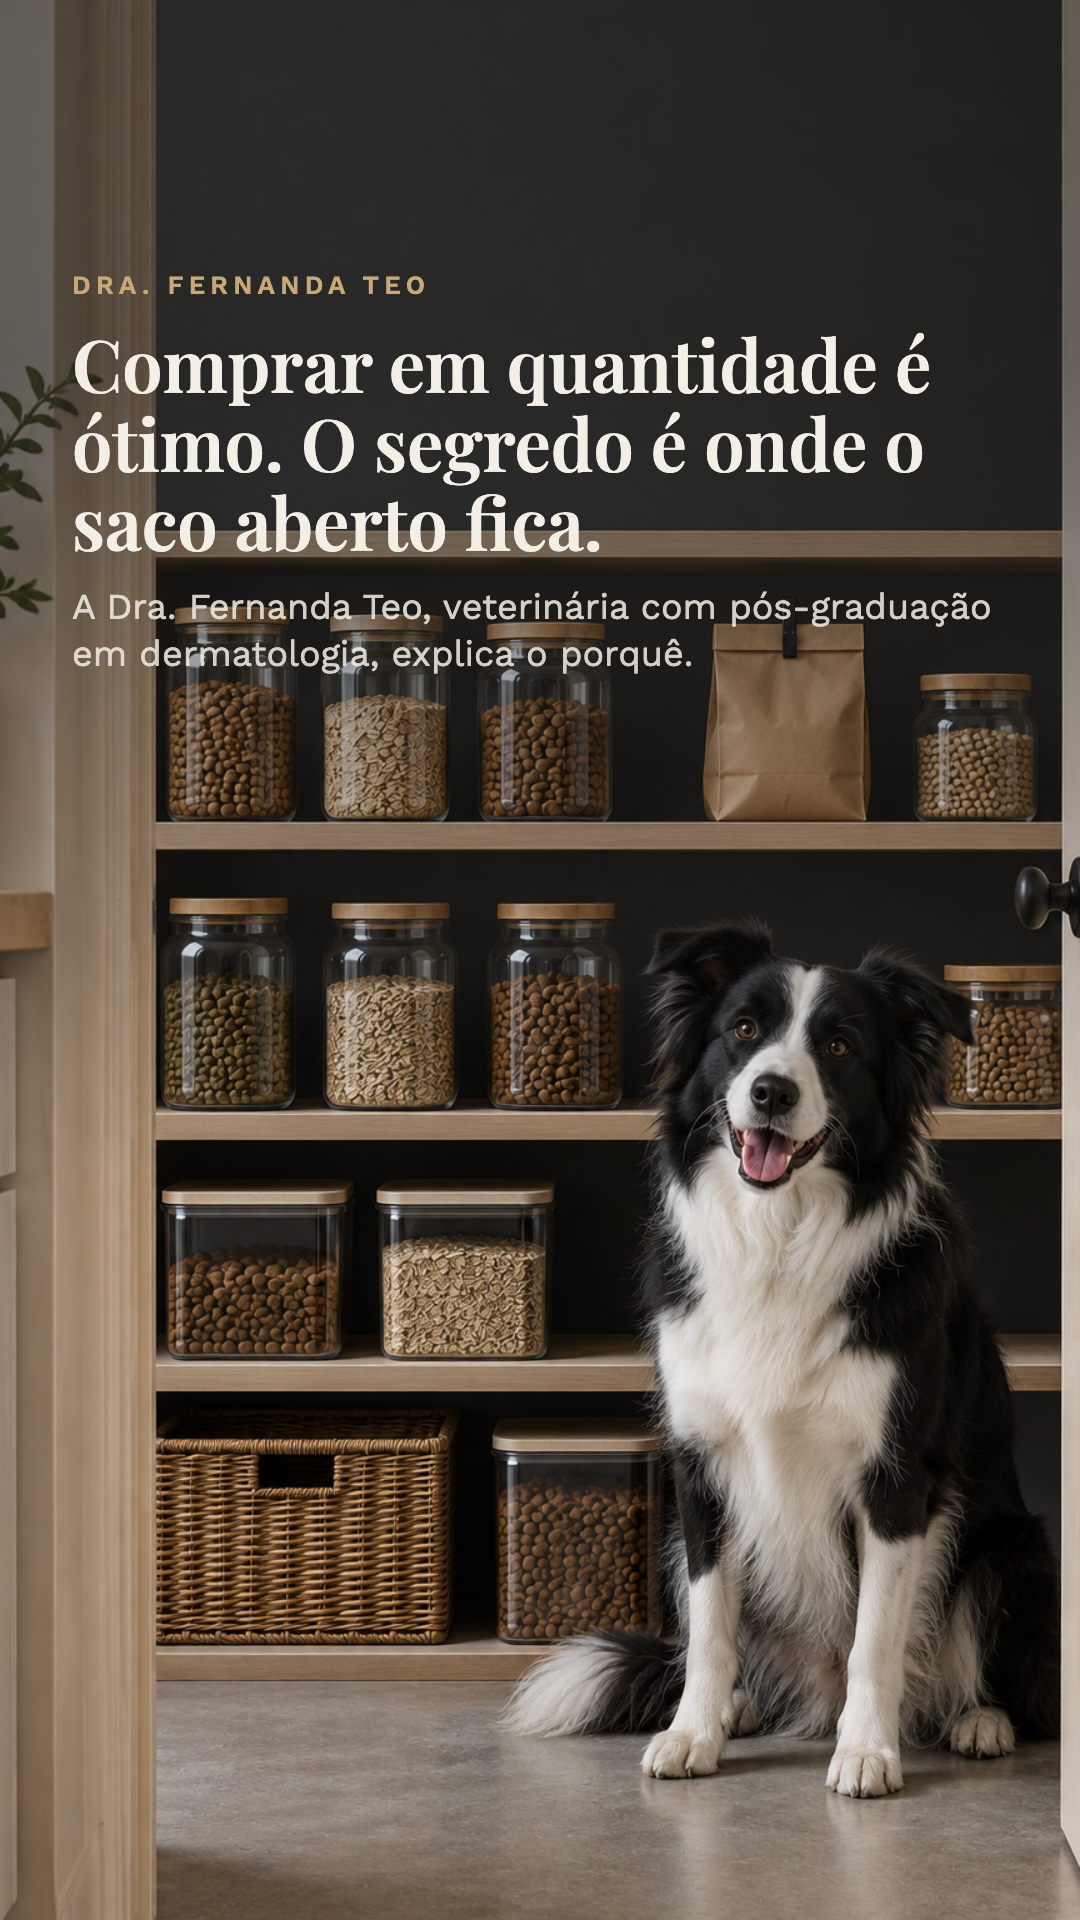 DRA. FERNANDA TEO
Comprar em quantidade é
ótimo. O segredo é onde o
saco aberto fica.
A Dra. Fernanda Teo, veterinária com pós-graduação
em dermatologia, explica o porquê.